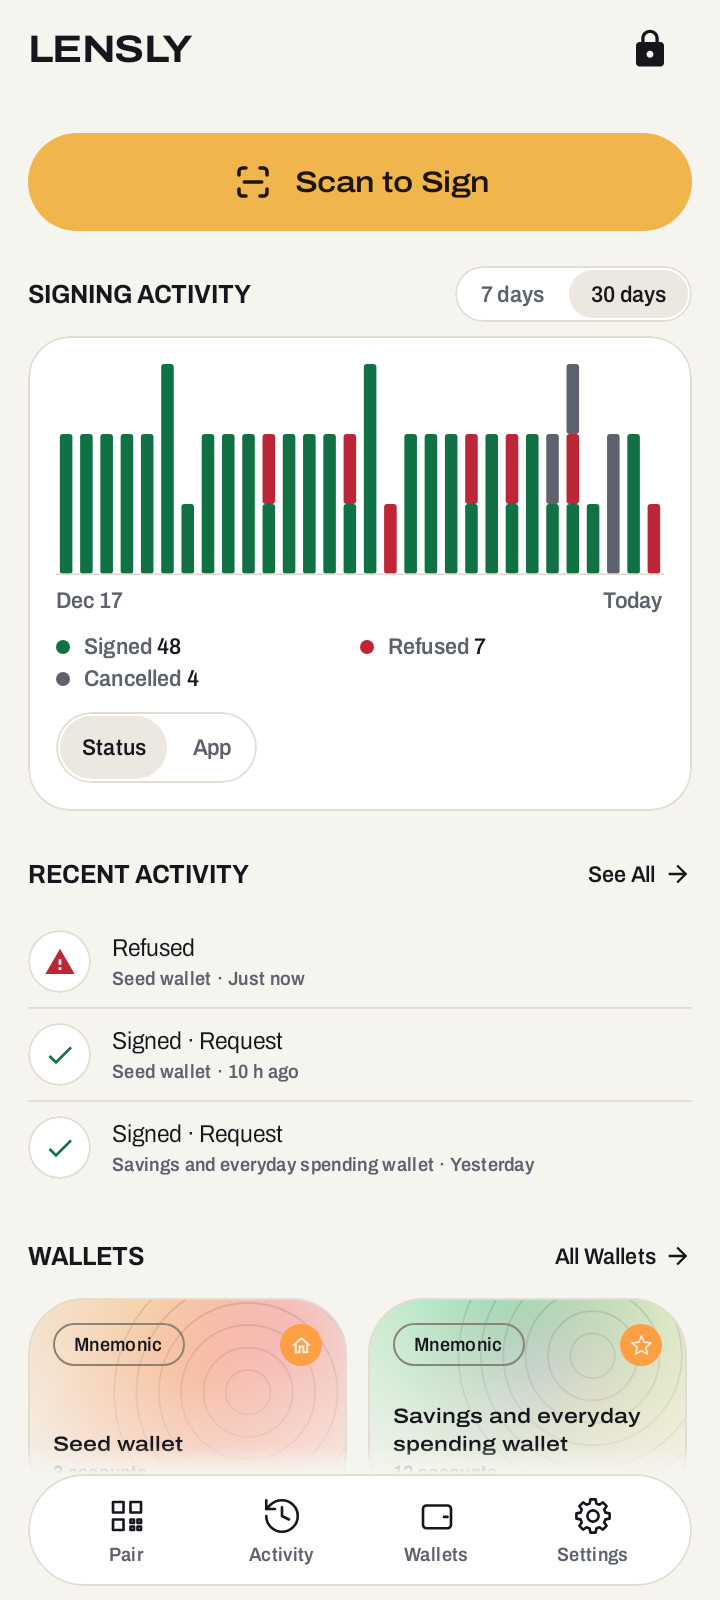 LENSLY
Scan to Sign
SIGNING ACTIVITY
7 days
30 days
Dec 17
Today
Signed 48
Refused 7
Cancelled 4
Status
App
RECENT ACTIVITY
See All
Refused
Seed wallet · Just now
Signed · Request
Seed wallet · 10 h ago
Signed · Request
Savings and everyday spending wallet · Yesterday
WALLETS
All Wallets
Mnemonic
Seed wallet
Mnemonic
Savings and everyday
spending wallet
Pair
Activity
Wallets
Settings